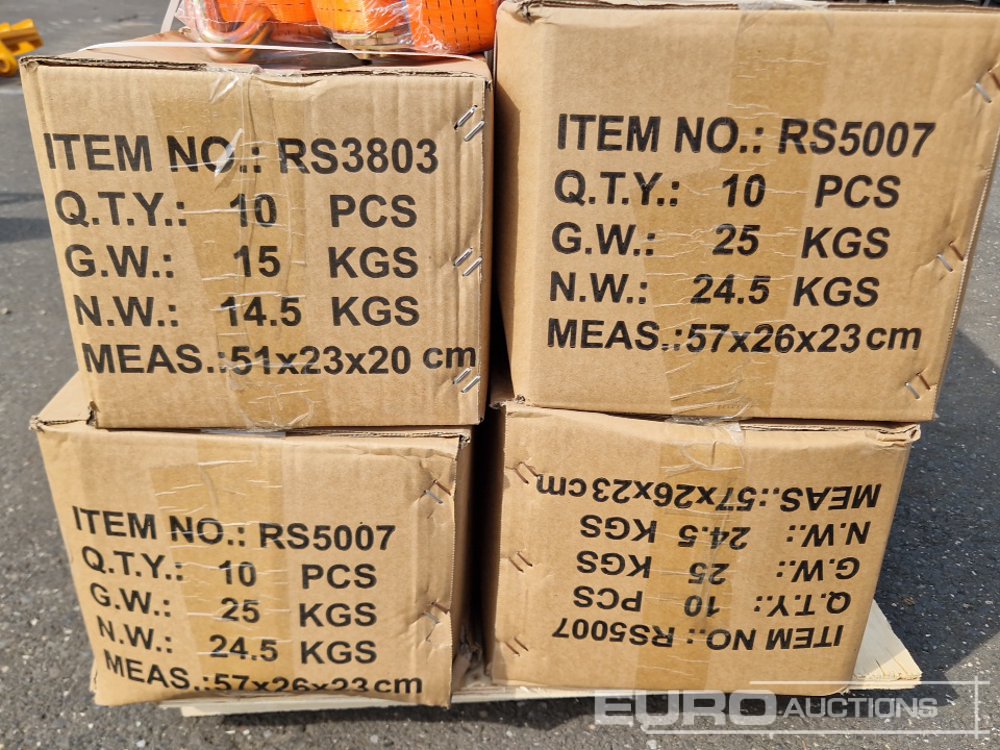 ITEM NO.: RS3803
Q.T.Y.: 10 PCS
G.W.: 15 KGS
N.W.: 14.5 KGS
MEAS.:51x23x20 cm
ITEM NO.: RS5007
Q.T.Y.: 10 PCS
G.W.: 25 KGS
N.W.: 24.5 KGS
MEAS.:57x26x23cm
ITEM NO.: RS5007
Q.T.Y.: 10 PCS
G.W.: 25 KGS
N.W.: 24.5 KGS
MEAS.:57x26x23cm
ITEM NO.: RS5007
Q.T.Y.: 10 PCS
G.W.: 25 KGS
N.W.: 24.5 KGS
MEAS.:57x26x23cm
EURO AUCTIONS